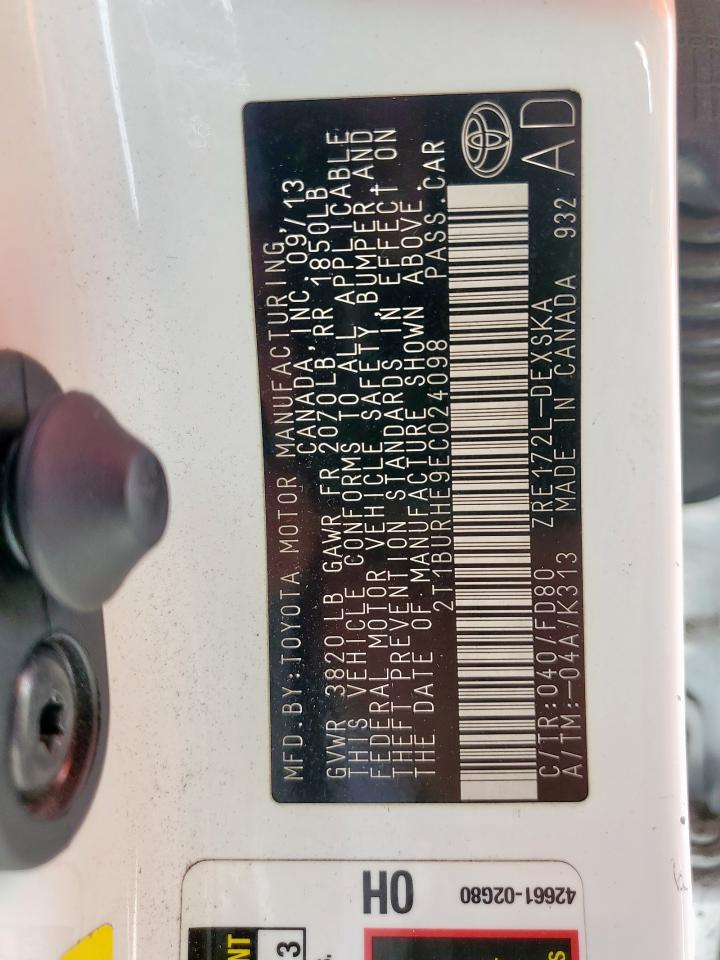 MFD.BY:TOYOTA MOTOR MANUFACTURING,
CANADA, INC. 09/13
GVWR 3820LB GAWR FR 2070LB, RR 1850LB
THIS VEHICLE CONFORMS TO ALL APPLICABLE
FEDERAL MOTOR VEHICLE SAFETY, BUMPER, AND
THEFT PREVENTION STANDARDS IN EFFECT ON
THE DATE OF MANUFACTURE SHOWN ABOVE.
2T1BURHE9EC024098 PASS.CAR
C/TR:040/FD80 ZRE172L-DEXSKA
A/TM:-04A/K313 MADE IN CANADA 932
AD
0H
42661-02G80
NT
3
s.
S